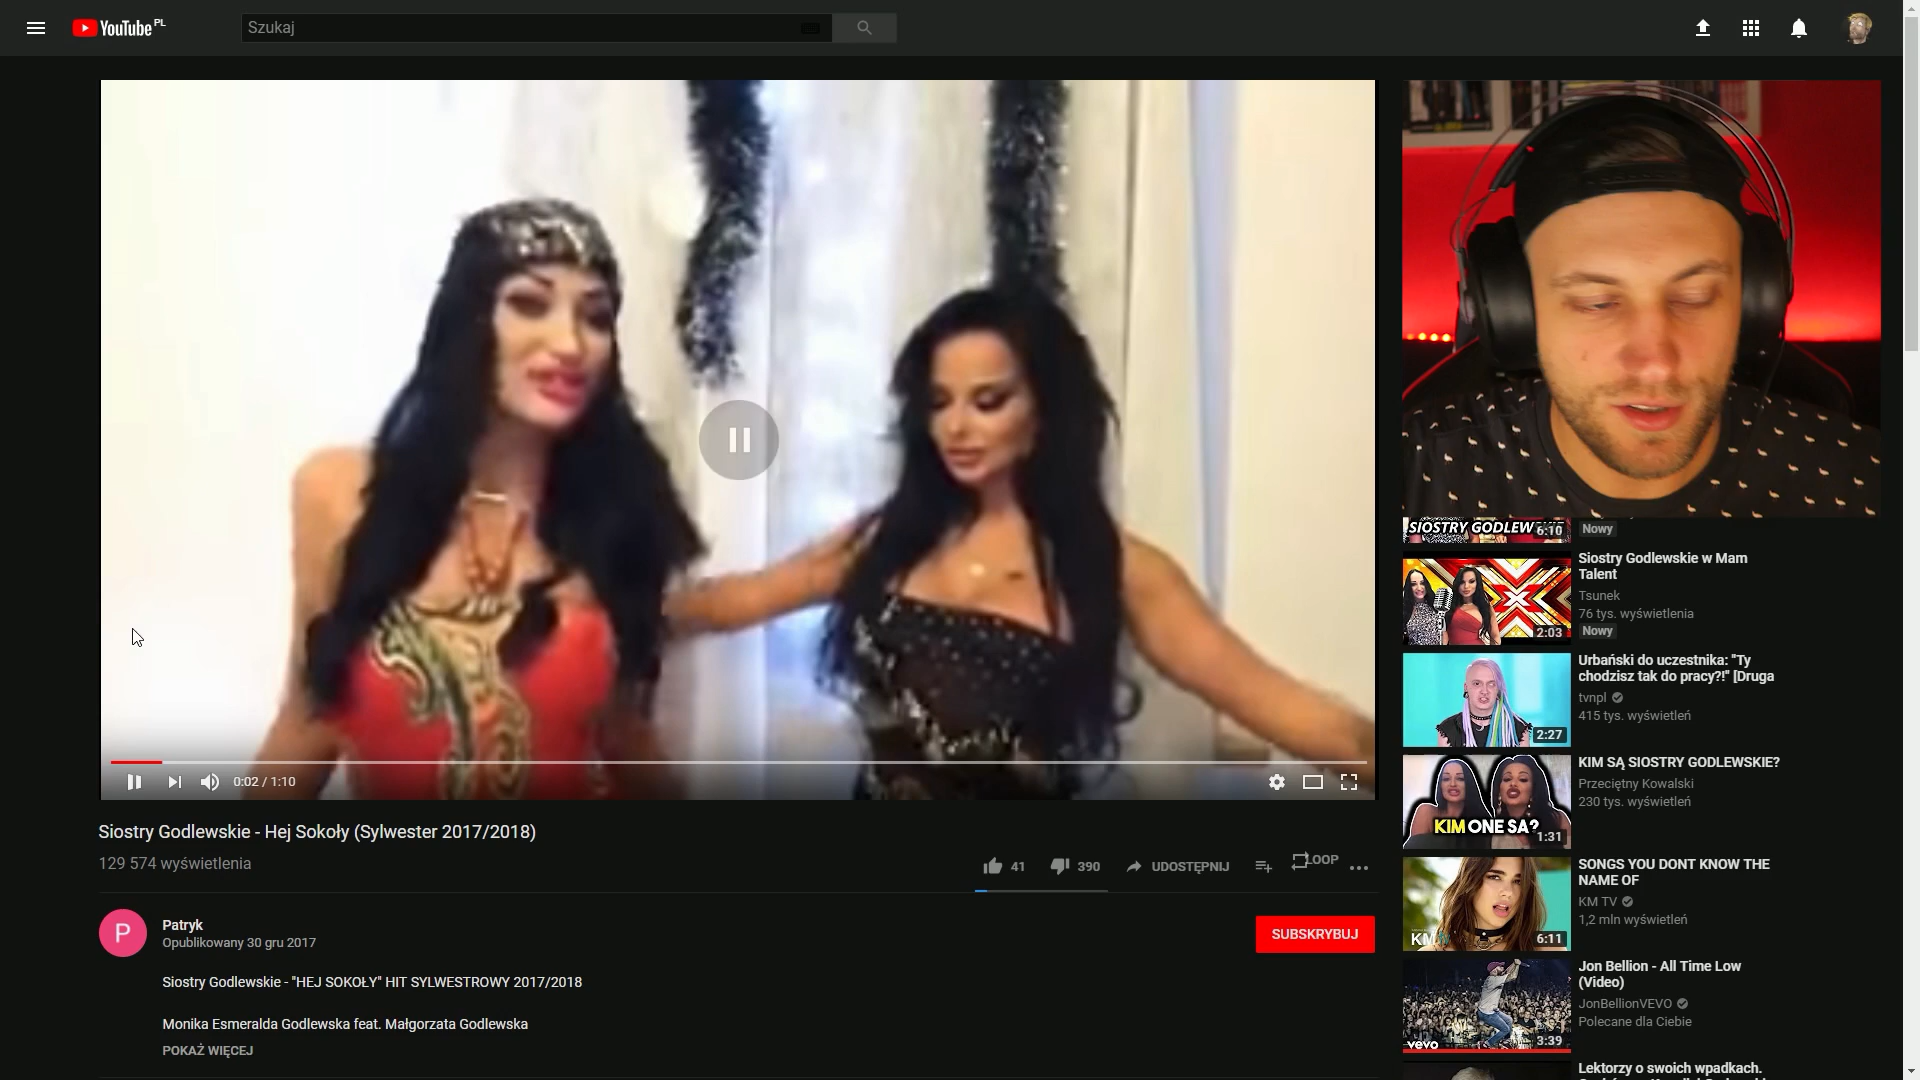 YouTube PL
Szukaj
0:02 / 1:10
Siostry Godlewskie - Hej Sokoły (Sylwester 2017/2018)
129 574 wyświetlenia
41
390
UDOSTĘPNIJ
LOOP
P
Patryk
Opublikowany 30 gru 2017
SUBSKRYBUJ
Siostry Godlewskie - "HEJ SOKOŁY" HIT SYLWESTROWY 2017/2018
Monika Esmeralda Godlewska feat. Małgorzata Godlewska
POKAŻ WIĘCEJ
SIOSTRY
6:10
Nowy
Siostry Godlewskie w Mam
Talent
Tsunek
76 tys. wyświetlenia
Nowy
2:03
Urbański do uczestnika: "Ty
chodzisz tak do pracy?!" [Druga
tvnpl
415 tys. wyświetleń
2:27
KIM SĄ SIOSTRY GODLEWSKIE?
Przeciętny Kowalski
230 tys. wyświetleń
KIM ONE SĄ?
1:31
SONGS YOU DONT KNOW THE
NAME OF
KM TV
1,2 mln wyświetleń
KM
6:11
Jon Bellion - All Time Low
(Video)
JonBellionVEVO
Polecane dla Ciebie
vevo
3:39
Lektorzy o swoich wpadkach.